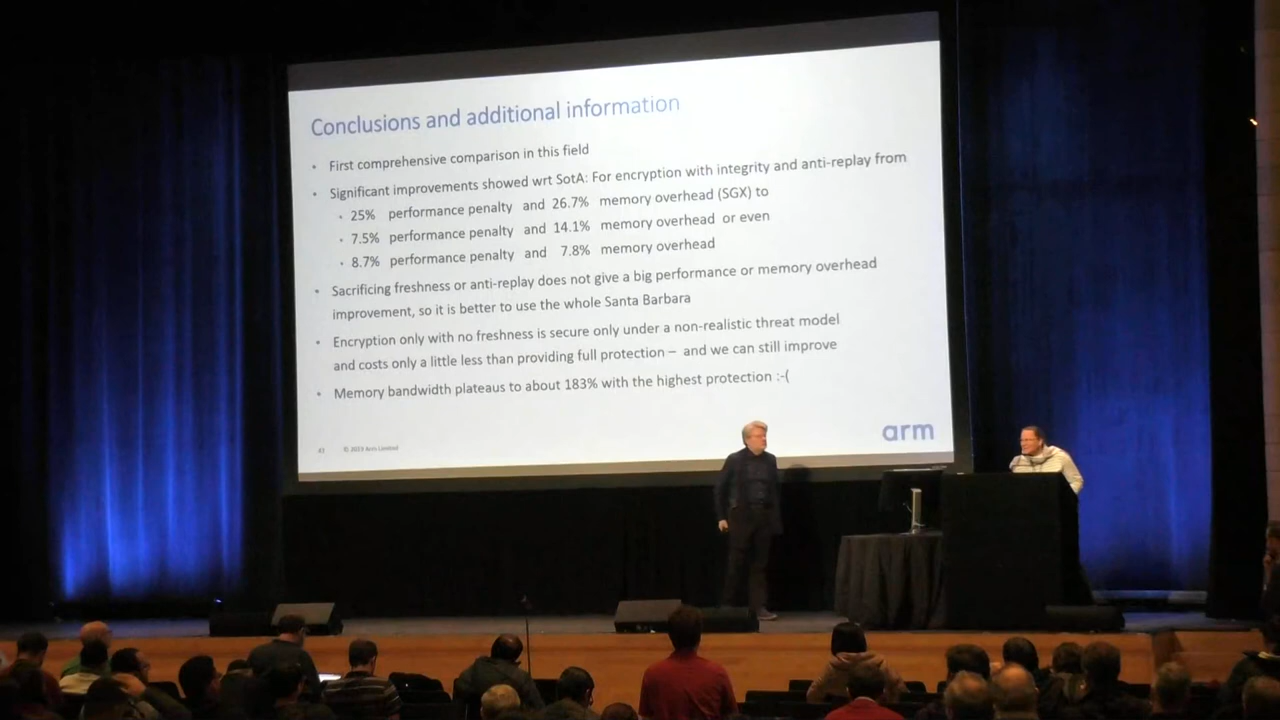 Conclusions and additional information
• First comprehensive comparison in this field
• Significant improvements showed wrt SotA: For encryption with integrity and anti-replay from
• 25% performance penalty and 26.7% memory overhead (SGX) to
• 7.5% performance penalty and 14.1% memory overhead or even
• 8.7% performance penalty and 7.8% memory overhead
• Sacrificing freshness or anti-replay does not give a big performance or memory overhead
improvement, so it is better to use the whole Santa Barbara
• Encryption only with no freshness is secure only under a non-realistic threat model
and costs only a little less than providing full protection – and we can still improve
• Memory bandwidth plateaus to about 183% with the highest protection :-(
arm
© Arm Limited